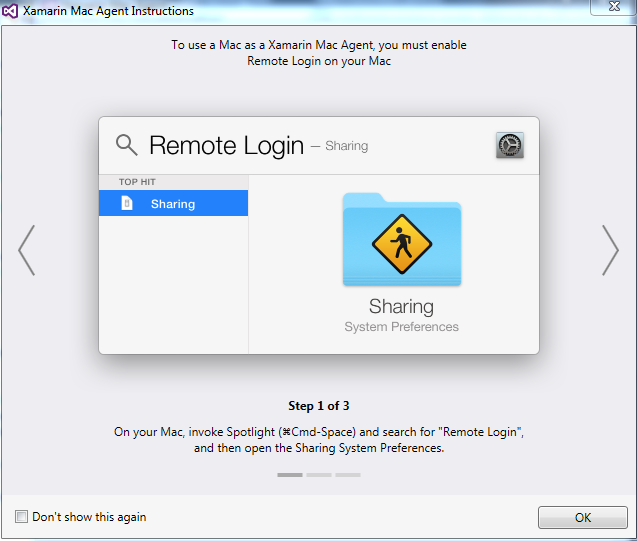 Xamarin Mac Agent Instructions
To use a Mac as a Xamarin Mac Agent, you must enable
Remote Login on your Mac
Remote Login — Sharing
TOP HIT
Sharing
Sharing
System Preferences
Step 1 of 3
On your Mac, invoke Spotlight (⌘Cmd-Space) and search for "Remote Login",
and then open the Sharing System Preferences.
Don't show this again
OK